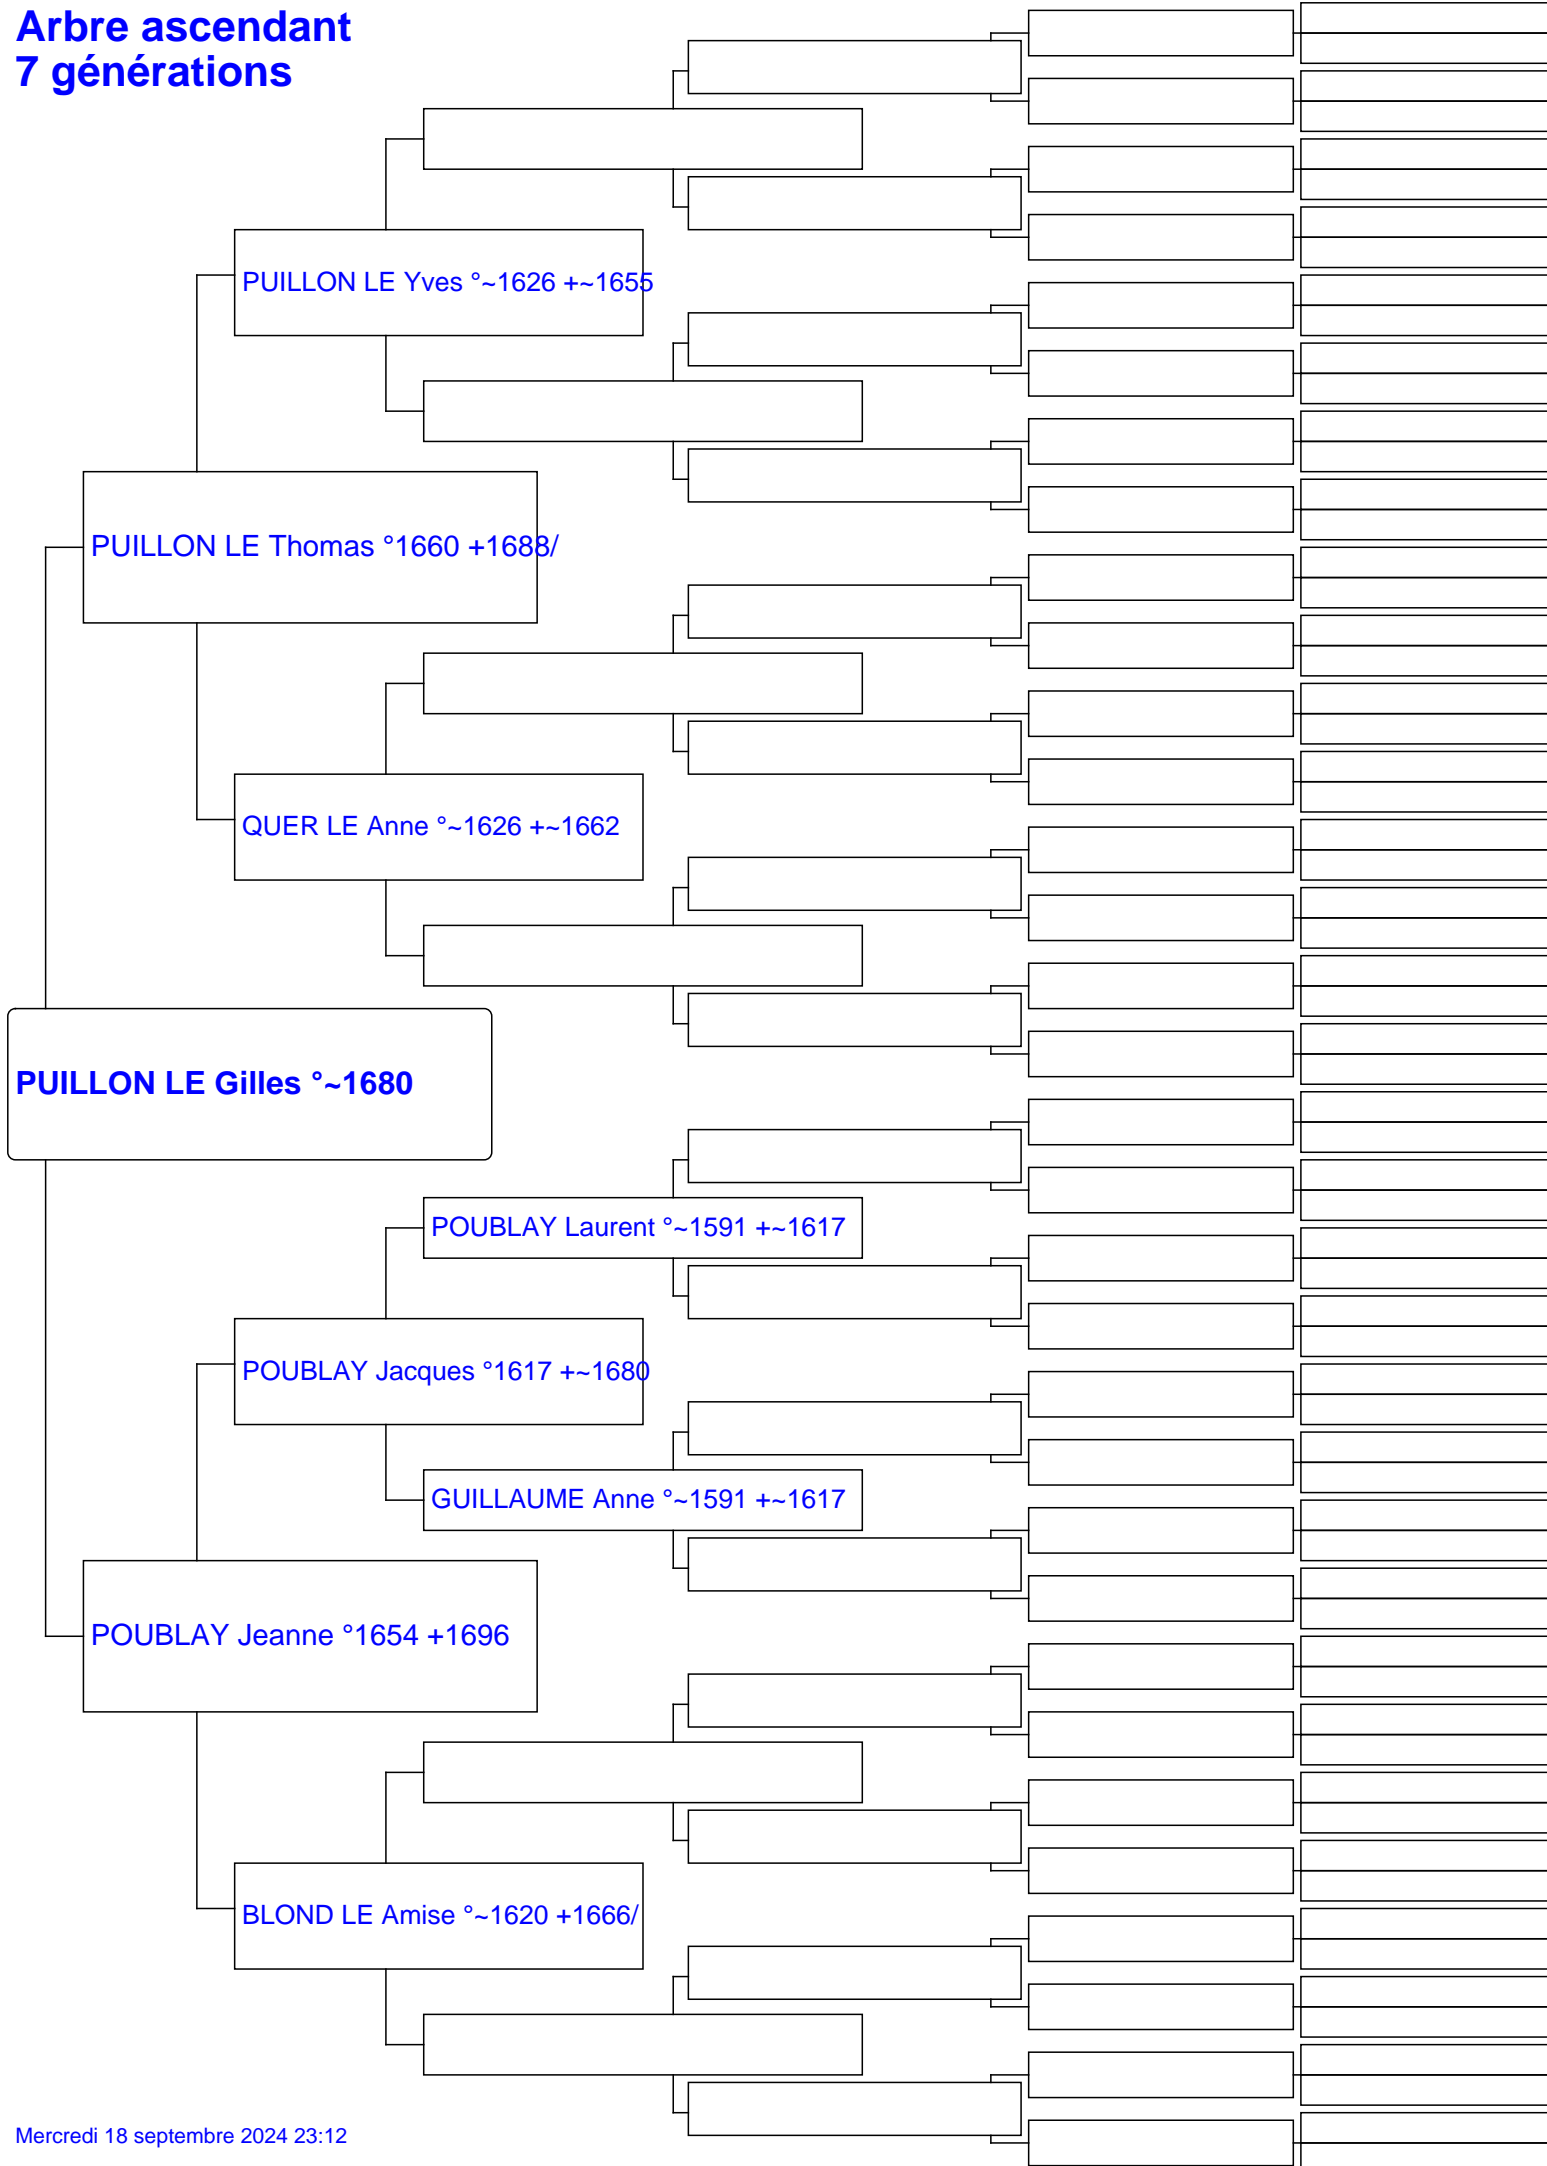 Arbre ascendant
7 générations
PUILLON LE Yves °~1626 +~1655
PUILLON LE Thomas °1660 +1688/
QUER LE Anne °~1626 +~1662
PUILLON LE Gilles °~1680
POUBLAY Laurent °~1591 +~1617
POUBLAY Jacques °1617 +~1680
GUILLAUME Anne °~1591 +~1617
POUBLAY Jeanne °1654 +1696
BLOND LE Amise °~1620 +1666/
Mercredi 18 septembre 2024 23:12